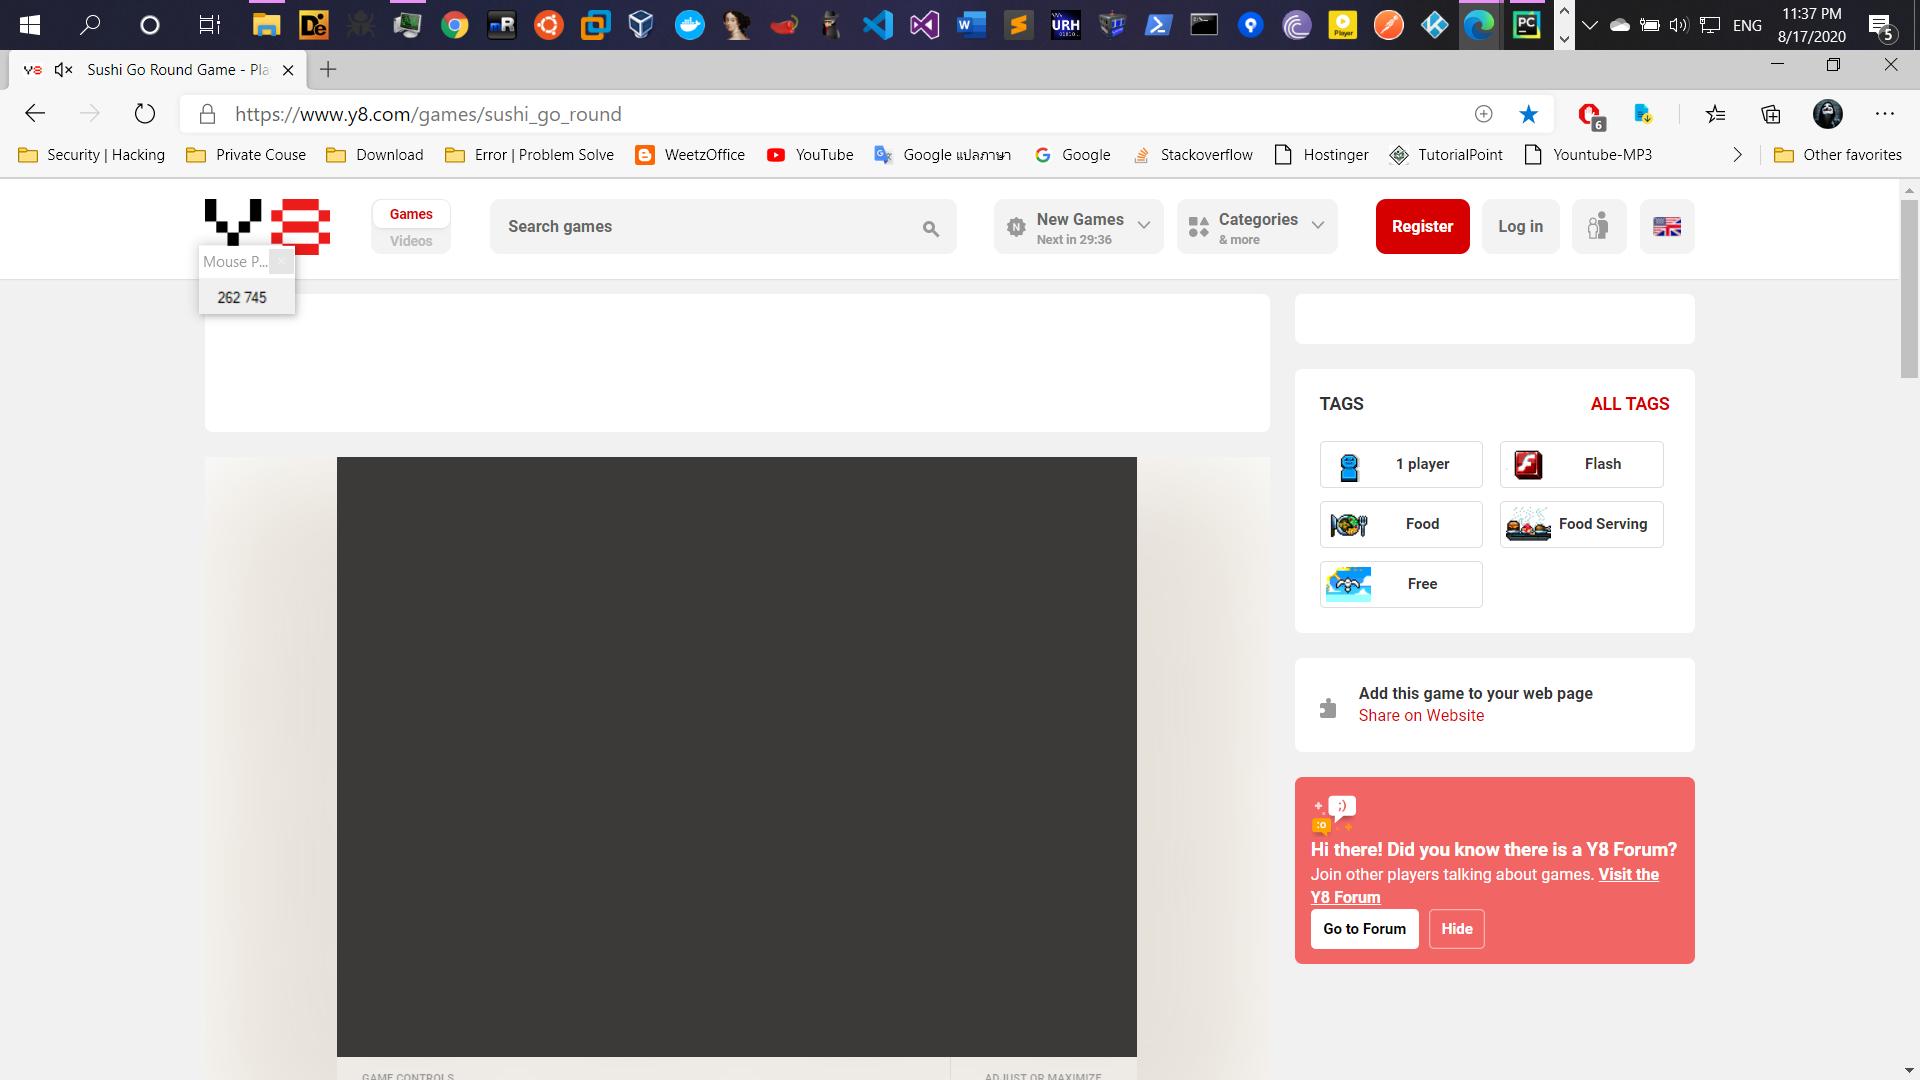 ENG
11:37 PM
8/17/2020
5
Sushi Go Round Game - Pla
https://www.y8.com/games/sushi_go_round
6
Security | Hacking
Private Couse
Download
Error | Problem Solve
WeetzOffice
YouTube
Google แปลภาษา
Google
Stackoverflow
Hostinger
TutorialPoint
Yountube-MP3
Other favorites
Y8
Games
Videos
Search games
New Games
Next in 29:36
Categories
& more
Register
Log in
Mouse P...
262 745
TAGS
ALL TAGS
1 player
Flash
Food
Food Serving
Free
Add this game to your web page
Share on Website
Hi there! Did you know there is a Y8 Forum?
Join other players talking about games. Visit the
Y8 Forum
Go to Forum
Hide
GAME CONTROLS
ADJUST OR MAXIMIZE